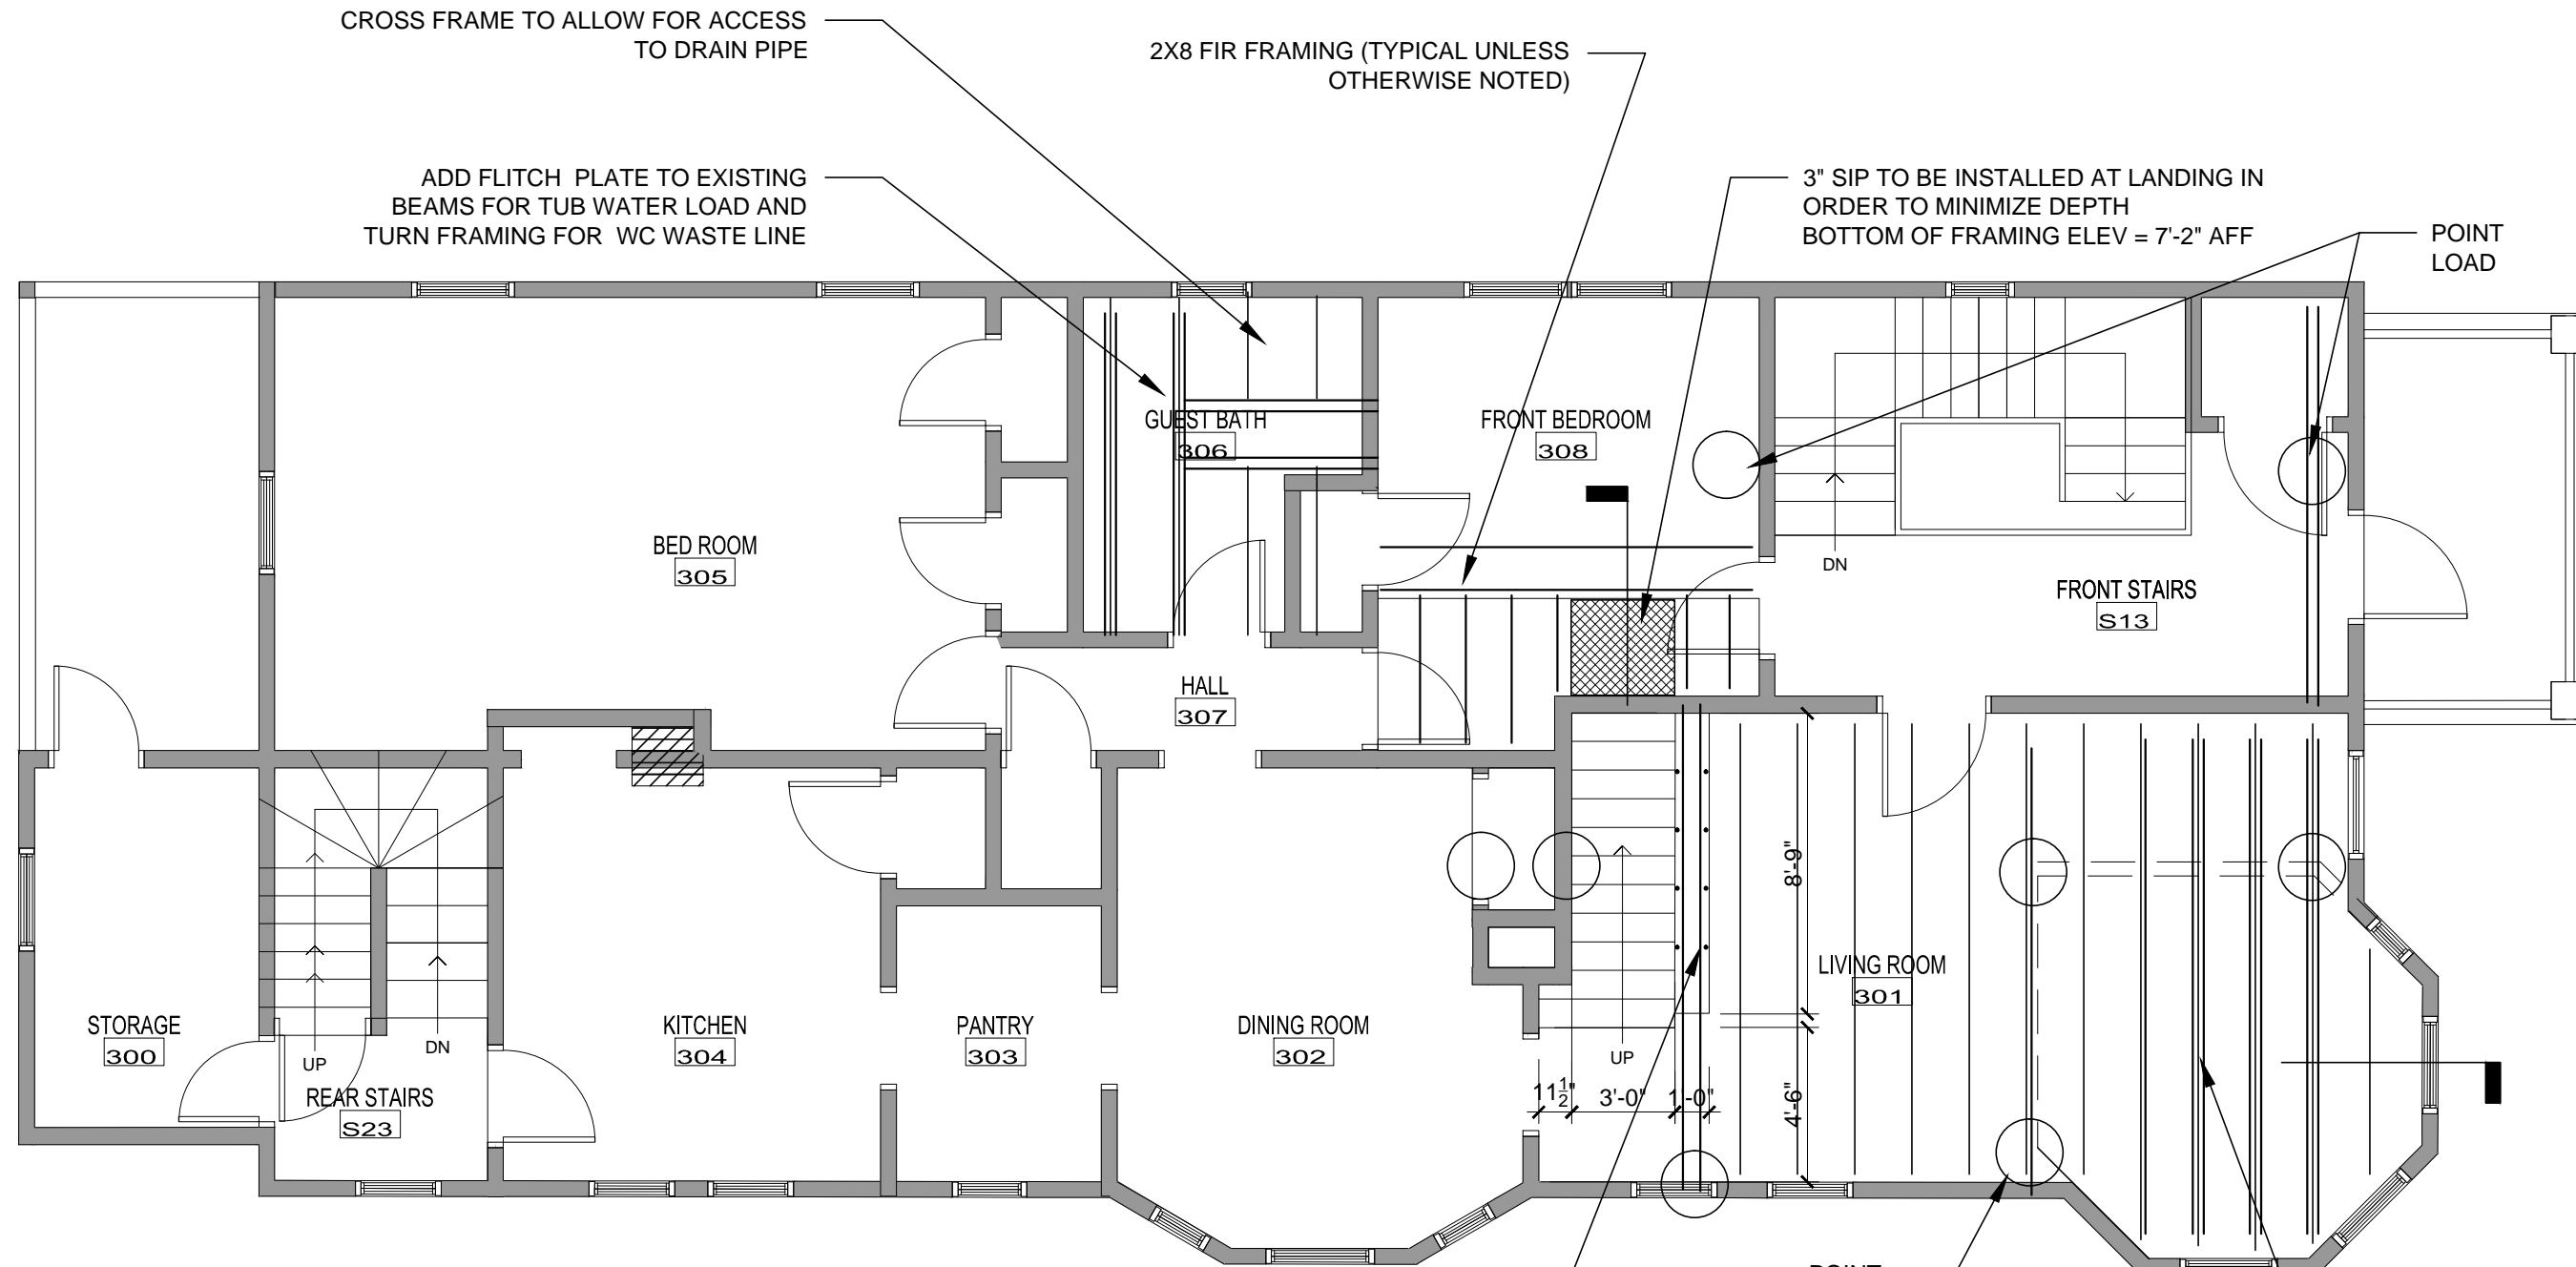 CROSS FRAME TO ALLOW FOR ACCESS
TO DRAIN PIPE
2X8 FIR FRAMING (TYPICAL UNLESS
OTHERWISE NOTED)
ADD FLITCH PLATE TO EXISTING
BEAMS FOR TUB WATER LOAD AND
TURN FRAMING FOR WC WASTE LINE
3" SIP TO BE INSTALLED AT LANDING IN
ORDER TO MINIMIZE DEPTH
BOTTOM OF FRAMING ELEV = 7'-2" AFF
POINT
LOAD
GUEST BATH
306
FRONT BEDROOM
308
BED ROOM
305
DN
FRONT STAIRS
S13
HALL
307
8'-9"
LIVING ROOM
301
STORAGE
300
KITCHEN
304
PANTRY
303
DINING ROOM
302
UP
DN
UP
REAR STAIRS
S23
11 1/2"
3'-0"
1'-0"
4'-6"
POINT